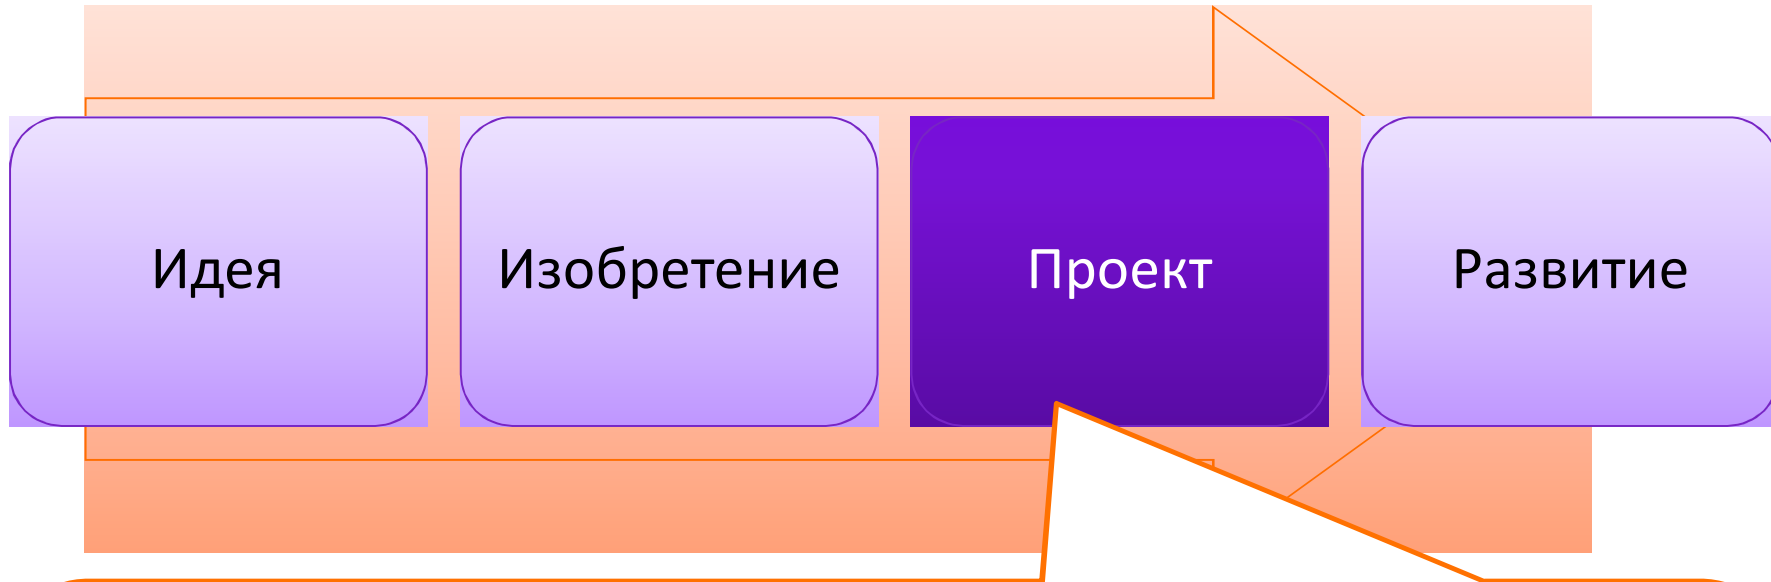 Идея
Изобретение
Проект
Развитие